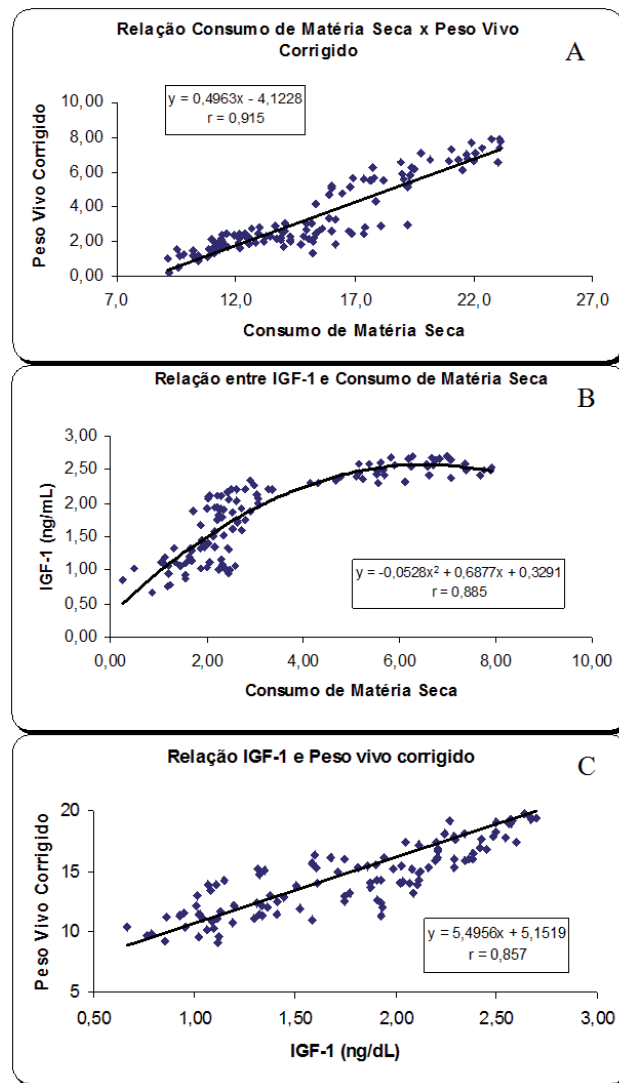 Relação Consumo de Matéria Seca x Peso Vivo
Corrigido
A
y = 0,4963x - 4,1228
r = 0,915
Peso Vivo Corrigido
10,00
8,00
6,00
4,00
2,00
0,00
7,0 12,0 17,0 22,0 27,0
Consumo de Matéria Seca
Relação entre IGF-1 e Consumo de Matéria Seca
B
IGF-1 (ng/mL)
3,00
2,50
2,00
1,50
1,00
0,50
0,00
y = -0,0528x² + 0,6877x + 0,3291
r = 0,885
0,00 2,00 4,00 6,00 8,00 10,00
Consumo de Matéria Seca
Relação IGF-1 e Peso vivo corrigido
C
Peso Vivo Corrigido
20
15
10
5
y = 5,4956x + 5,1519
r = 0,857
0,50 1,00 1,50 2,00 2,50 3,00
IGF-1 (ng/dL)